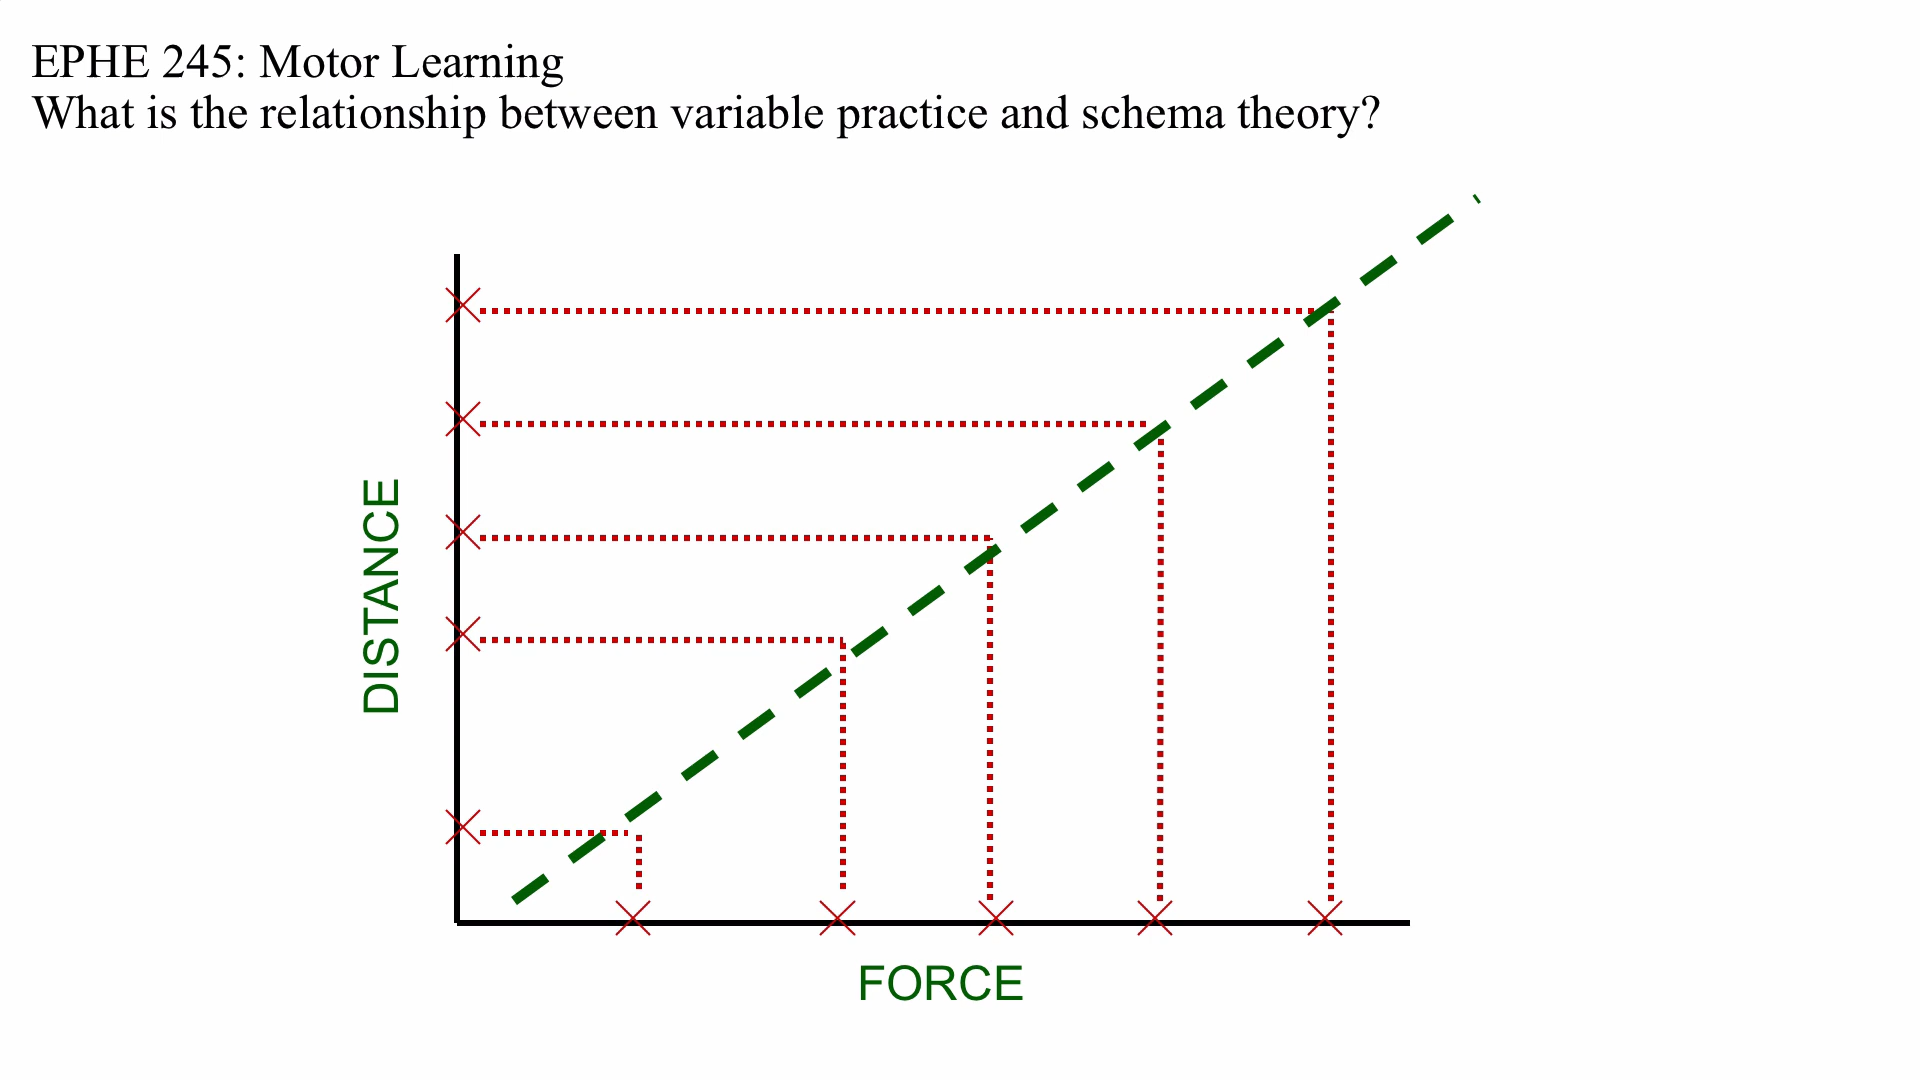 EPHE 245: Motor Learning
What is the relationship between variable practice and schema theory?
DISTANCE
FORCE